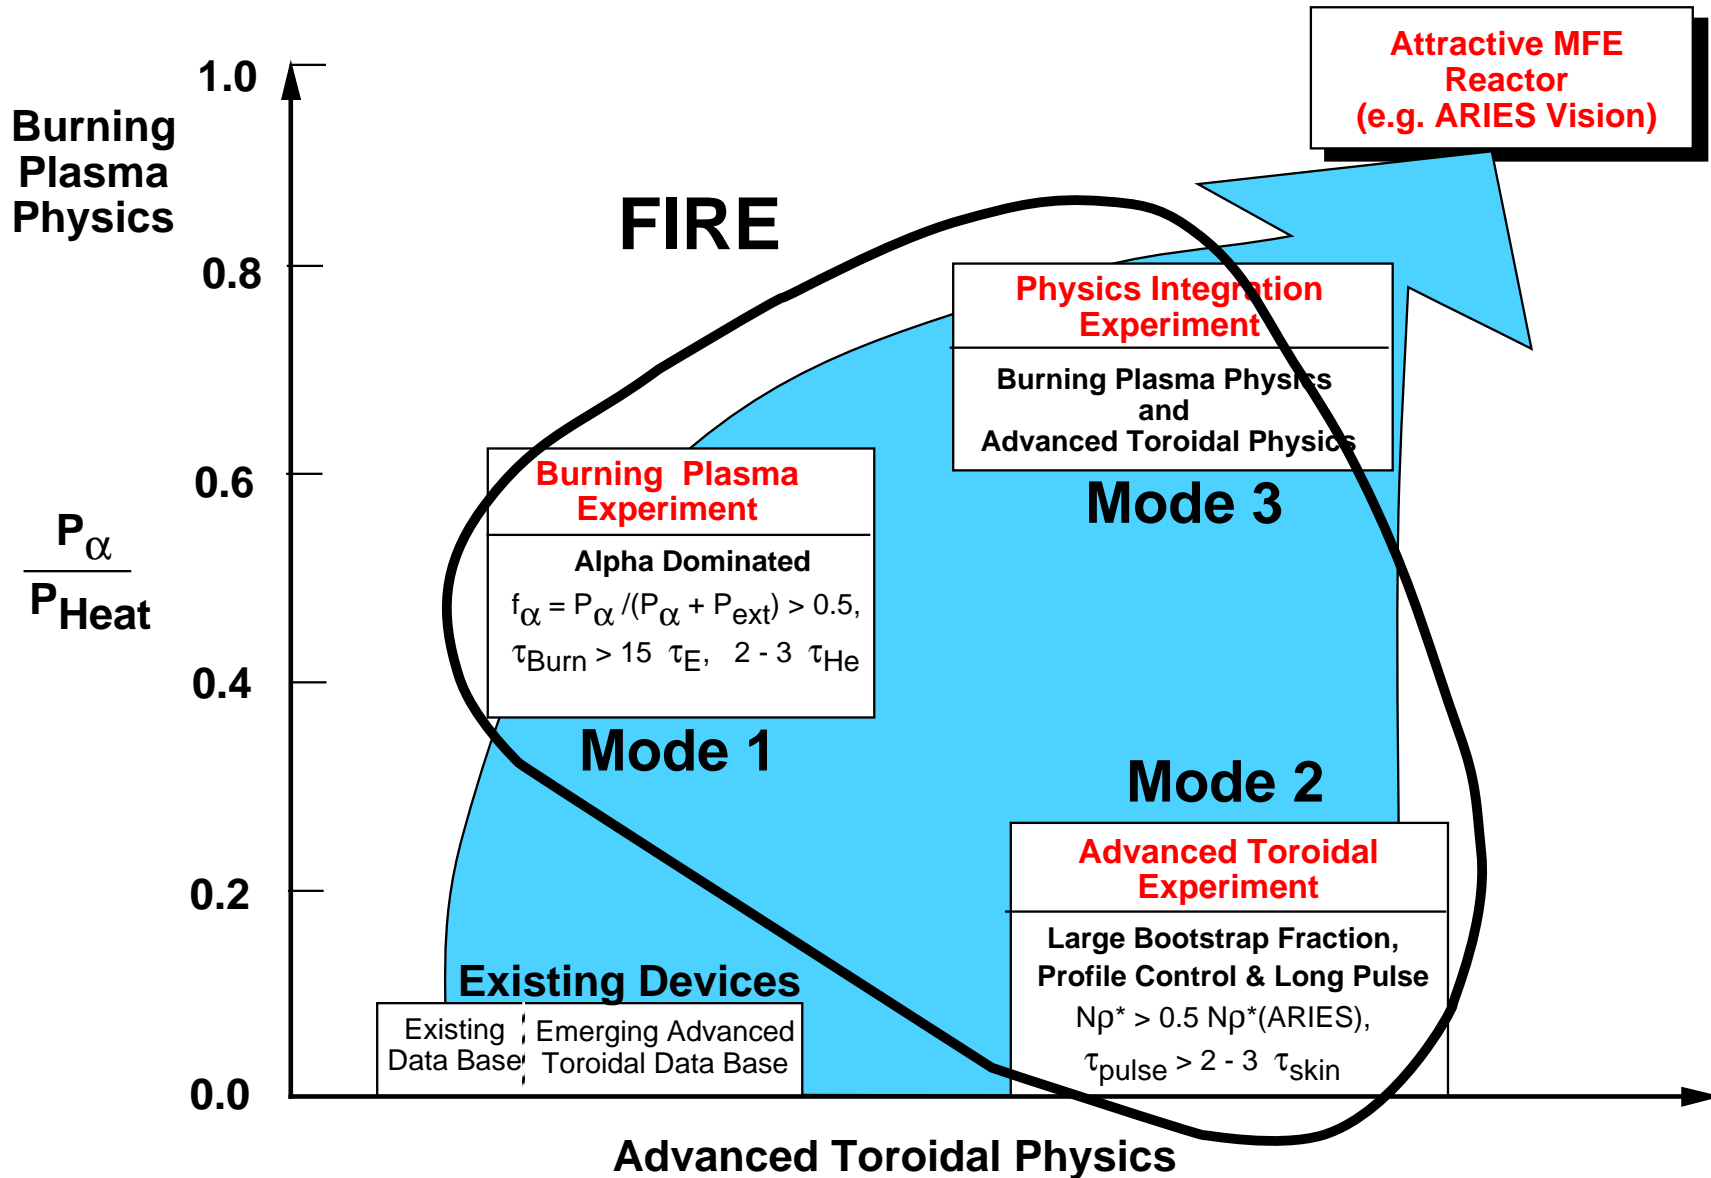 Attractive MFE
Reactor
(e.g. ARIES Vision)
1.0
Burning
Plasma
Physics
FIRE
0.8
Physics Integration
Experiment
Burning Plasma Physics
and
Advanced Toroidal Physics
Mode 3
0.6
Burning Plasma
Experiment
Alpha Dominated
fα = Pα /(Pα + Pext) > 0.5,
τBurn > 15 τE, 2 - 3 τHe
Mode 1
Pα
PHeat
0.4
Mode 2
Advanced Toroidal
Experiment
Large Bootstrap Fraction,
Profile Control & Long Pulse
Nρ* > 0.5 Nρ*(ARIES),
τpulse > 2 - 3 τskin
0.2
Existing Devices
Existing
Data Base
Emerging Advanced
Toroidal Data Base
0.0
Advanced Toroidal Physics